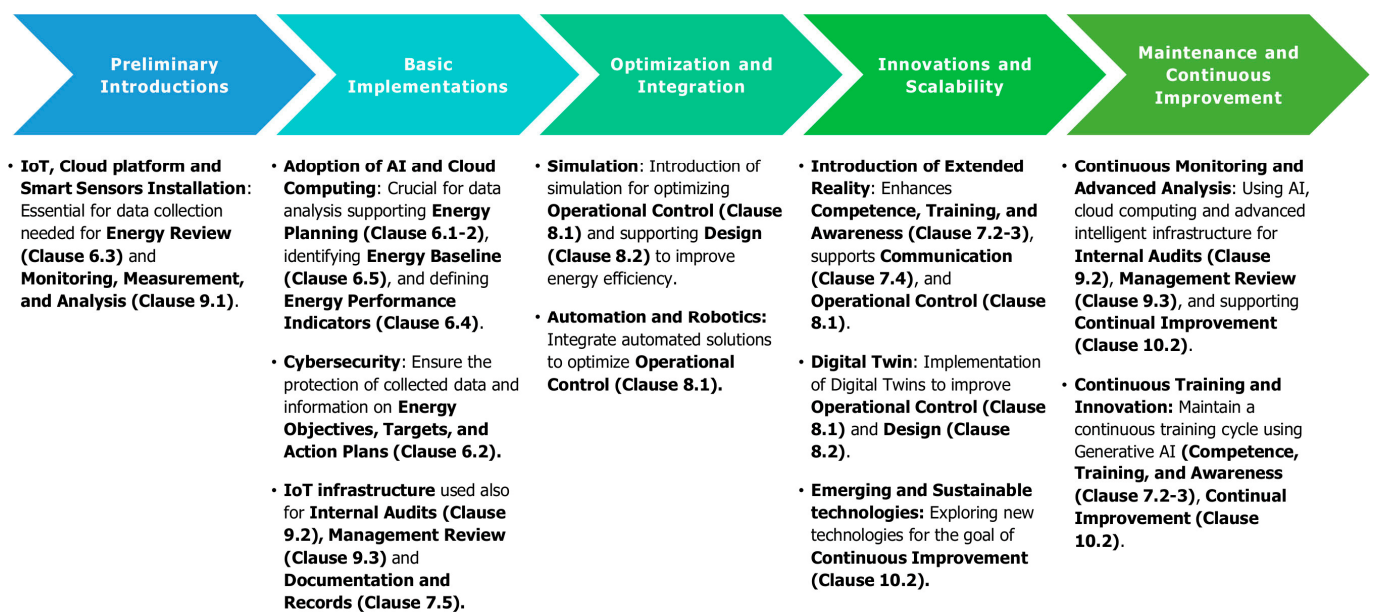 Preliminary
Introductions
Basic
Implementations
Optimization and
Integration
Innovations and
Scalability
Maintenance and
Continuous
Improvement
• IoT, Cloud platform and
Smart Sensors Installation:
Essential for data collection
needed for Energy Review
(Clause 6.3) and
Monitoring, Measurement,
and Analysis (Clause 9.1).
• Adoption of AI and Cloud
Computing: Crucial for data
analysis supporting Energy
Planning (Clause 6.1-2),
identifying Energy Baseline
(Clause 6.5), and defining
Energy Performance
Indicators (Clause 6.4).
• Cybersecurity: Ensure the
protection of collected data and
information on Energy
Objectives, Targets, and
Action Plans (Clause 6.2).
• IoT infrastructure used also
for Internal Audits (Clause
9.2), Management Review
(Clause 9.3) and
Documentation and
Records (Clause 7.5).
• Simulation: Introduction of
simulation for optimizing
Operational Control (Clause
8.1) and supporting Design
(Clause 8.2) to improve
energy efficiency.
• Automation and Robotics:
Integrate automated solutions
to optimize Operational
Control (Clause 8.1).
• Introduction of Extended
Reality: Enhances
Competence, Training, and
Awareness (Clause 7.2-3),
supports Communication
(Clause 7.4), and
Operational Control (Clause
8.1).
• Digital Twin: Implementation
of Digital Twins to improve
Operational Control (Clause
8.1) and Design (Clause
8.2).
• Emerging and Sustainable
technologies: Exploring new
technologies for the goal of
Continuous Improvement
(Clause 10.2).
• Continuous Monitoring and
Advanced Analysis: Using AI,
cloud computing and advanced
intelligent infrastructure for
Internal Audits (Clause
9.2), Management Review
(Clause 9.3), and supporting
Continual Improvement
(Clause 10.2).
• Continuous Training and
Innovation: Maintain a
continuous training cycle using
Generative AI (Competence,
Training, and Awareness
(Clause 7.2-3), Continual
Improvement (Clause
10.2).